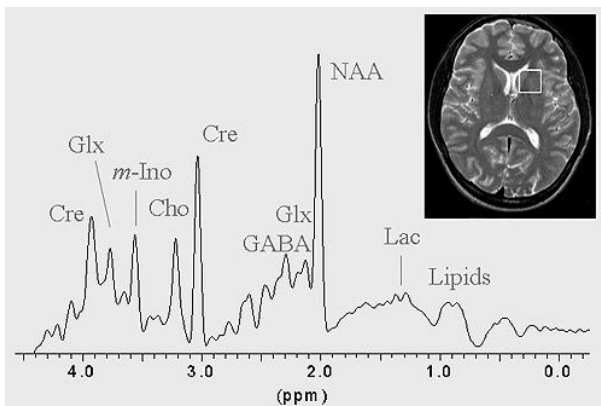 NAA
Cre
Glx
m-Ino
Cre
Cho
Glx
GABA
Lac
Lipids
4.0 3.0 2.0 1.0 0.0
(ppm)